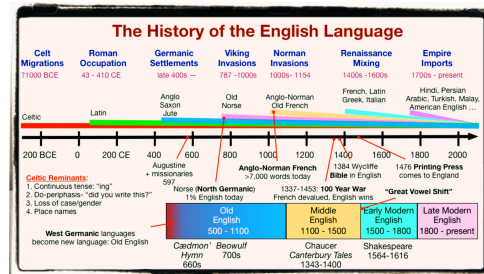 The History of the English Language
Celt
Migrations
?1000 BCE
Roman
Occupation
43 - 410 CE
Germanic
Settlements
late 400s —
Viking
Invasions
787 -1000s
Norman
Invasions
1000s- 1154
Renaissance
Mixing
1400s -1600s
Empire
Imports
1700s - present
Celtic
Latin
Anglo
Saxon
Jute
Old
Norse
Anglo-Norman
Old French
French, Latin
Greek, Italian
Hindi, Persian
Arabic, Turkish, Malay,
American English ...
200 BCE
0
200 CE
400
600
800
1000
1200
1400
1600
1800
2000
Augustine
+ missionaries
597
Norse (North Germanic)
1% English today
Anglo-Norman French
>7,000 words today
1384 Wycliffe
Bible in English
1476 Printing Press
comes to England
1337-1453: 100 Year War
French devalued, English wins
“Great Vowel Shift”
Celtic Reminants:
1. Continuous tense: “ing”
2. Do-periphasis- “did you write this?”
3. Loss of case/gender
4. Place names
West Germanic languages
become new language: Old English
Old
English
500 - 1100
Middle
English
1100 - 1500
Early Modern
English
1500 - 1800
Late Modern
English
1800 - present
Cædmon'
Hymn
660s
Beowulf
700s
Chaucer
Canterbury Tales
1343-1400
Shakespeare
1564-1616